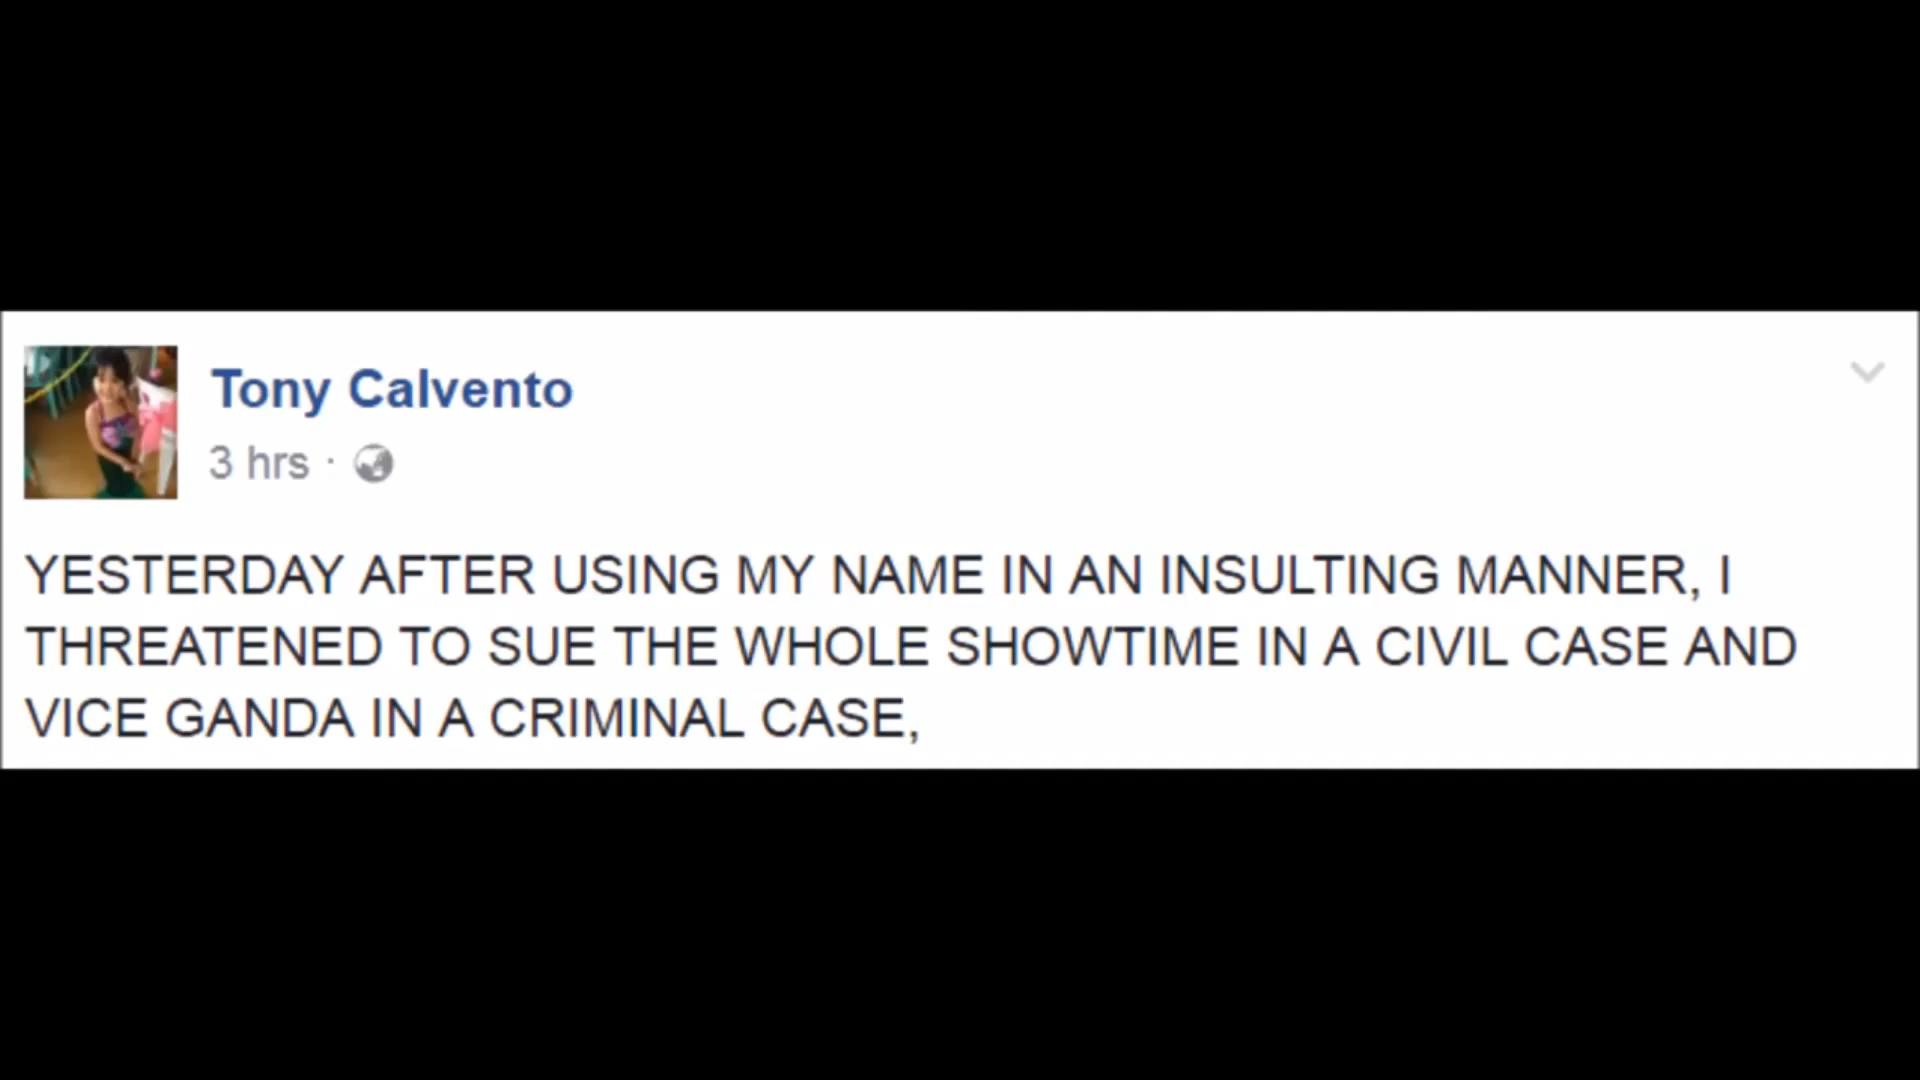 Tony Calvento
3 hrs ·
YESTERDAY AFTER USING MY NAME IN AN INSULTING MANNER, I
THREATENED TO SUE THE WHOLE SHOWTIME IN A CIVIL CASE AND
VICE GANDA IN A CRIMINAL CASE,